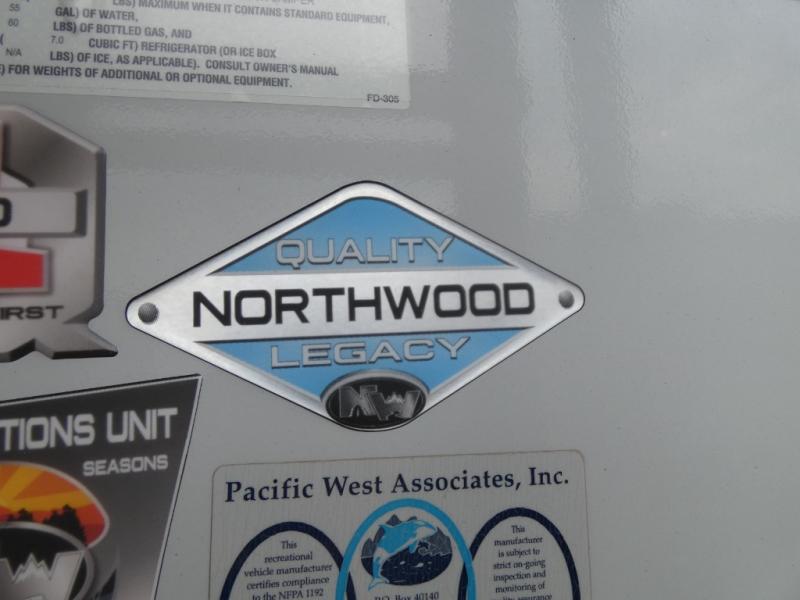 LBS) MAXIMUM WHEN IT CONTAINS STANDARD EQUIPMENT,
55 GAL) OF WATER,
60 LBS) OF BOTTLED GAS, AND
( 7.0 CUBIC FT) REFRIGERATOR (OR ICE BOX
N/A LBS) OF ICE, AS APPLICABLE). CONSULT OWNER'S MANUAL
) FOR WEIGHTS OF ADDITIONAL OR OPTIONAL EQUIPMENT.
FD-305
QUALITY
NORTHWOOD
LEGACY
NW
FIRST
TIONS UNIT
SEASONS
Pacific West Associates, Inc.
This
recreational
vehicle manufacturer
certifies compliance
to the NFPA 1192
P.O. Box 40140
This
manufacturer
is subject to
strict on-going
inspection and
monitoring of
quality assurance